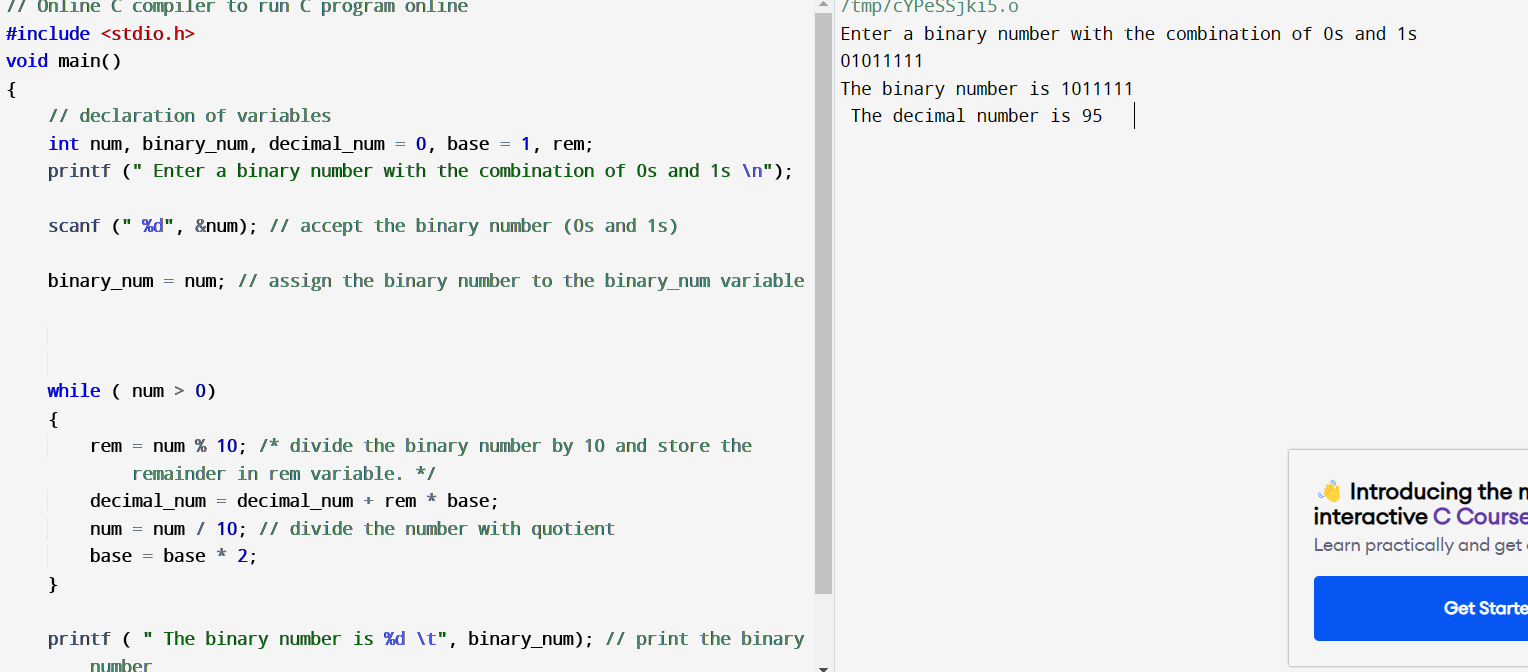 // Online C compiler to run C program online
#include <stdio.h>
void main()
{
// declaration of variables
int num, binary_num, decimal_num = 0, base = 1, rem;
printf (" Enter a binary number with the combination of 0s and 1s \n");
scanf (" %d", &num); // accept the binary number (0s and 1s)
binary_num = num; // assign the binary number to the binary_num variable
while ( num > 0)
{
rem = num % 10; /* divide the binary number by 10 and store the
remainder in rem variable. */
decimal_num = decimal_num + rem * base;
num = num / 10; // divide the number with quotient
base = base * 2;
}
printf ( " The binary number is %d \t", binary_num); // print the binary
number
/tmp/cYPeSSjki5.o
Enter a binary number with the combination of 0s and 1s
01011111
The binary number is 1011111
The decimal number is 95
👋 Introducing the
interactive C Course
Learn practically and get
Get Starte